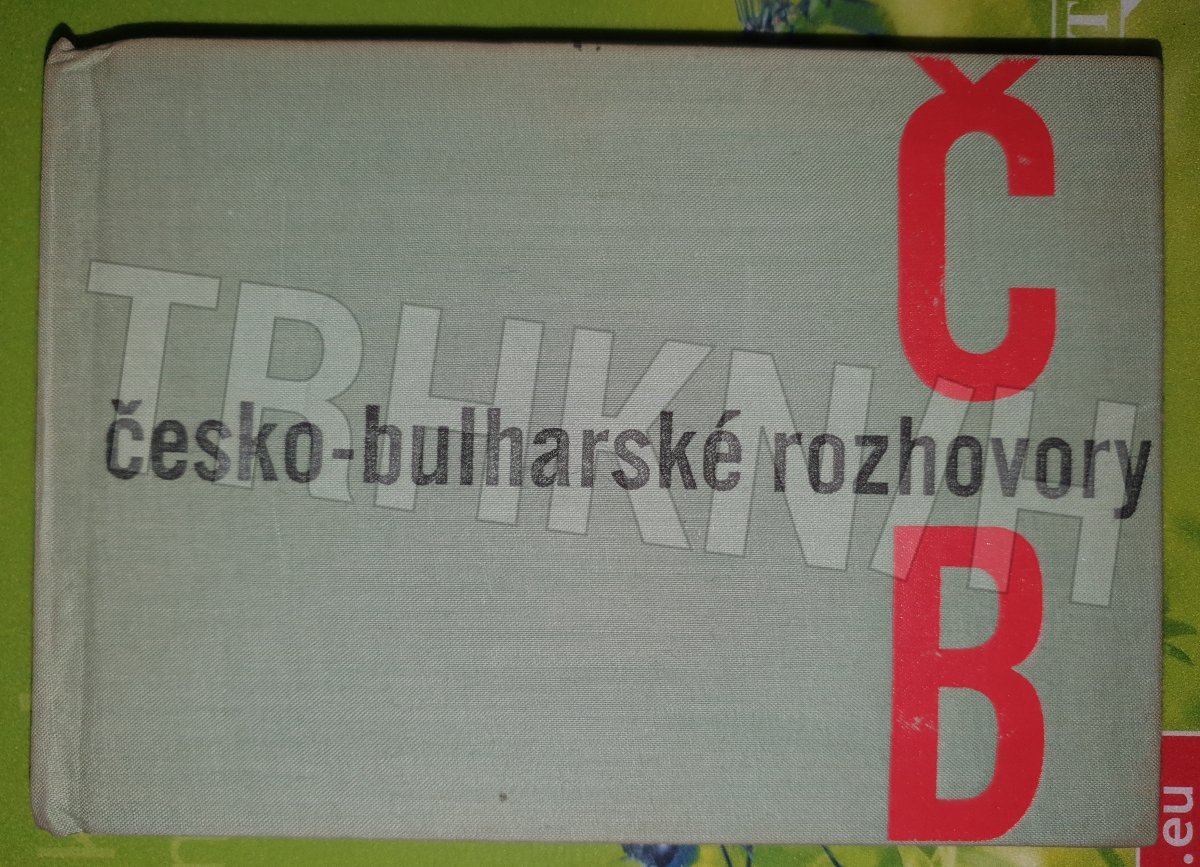 Č
česko-bulharské rozhovory
B
TRHKNIH
.eu